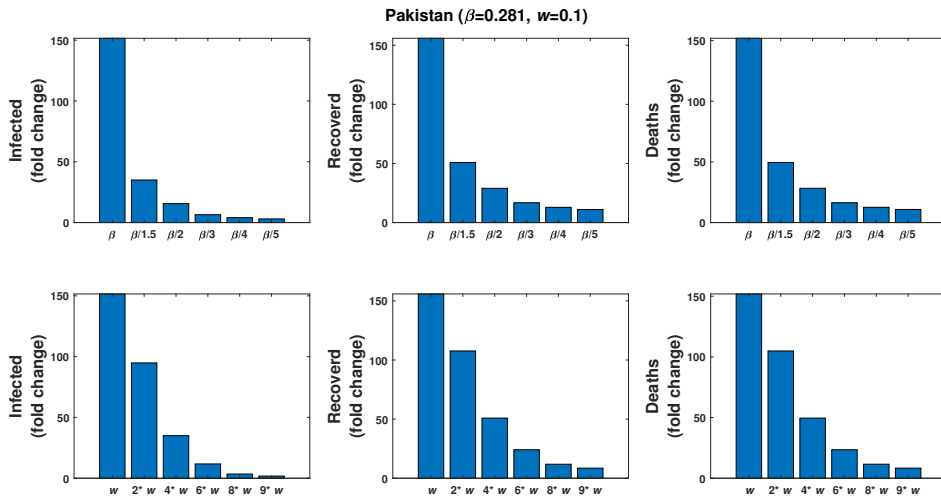 Pakistan (β=0.281, w=0.1)
Infected
(fold change)
150
100
50
0
β β/1.5 β/2 β/3 β/4 β/5
Recoverd
(fold change)
150
100
50
0
β β/1.5 β/2 β/3 β/4 β/5
Deaths
(fold change)
150
100
50
0
β β/1.5 β/2 β/3 β/4 β/5
Infected
(fold change)
150
100
50
0
w 2* w 4* w 6* w 8* w 9* w
Recoverd
(fold change)
150
100
50
0
w 2* w 4* w 6* w 8* w 9* w
Deaths
(fold change)
150
100
50
0
w 2* w 4* w 6* w 8* w 9* w